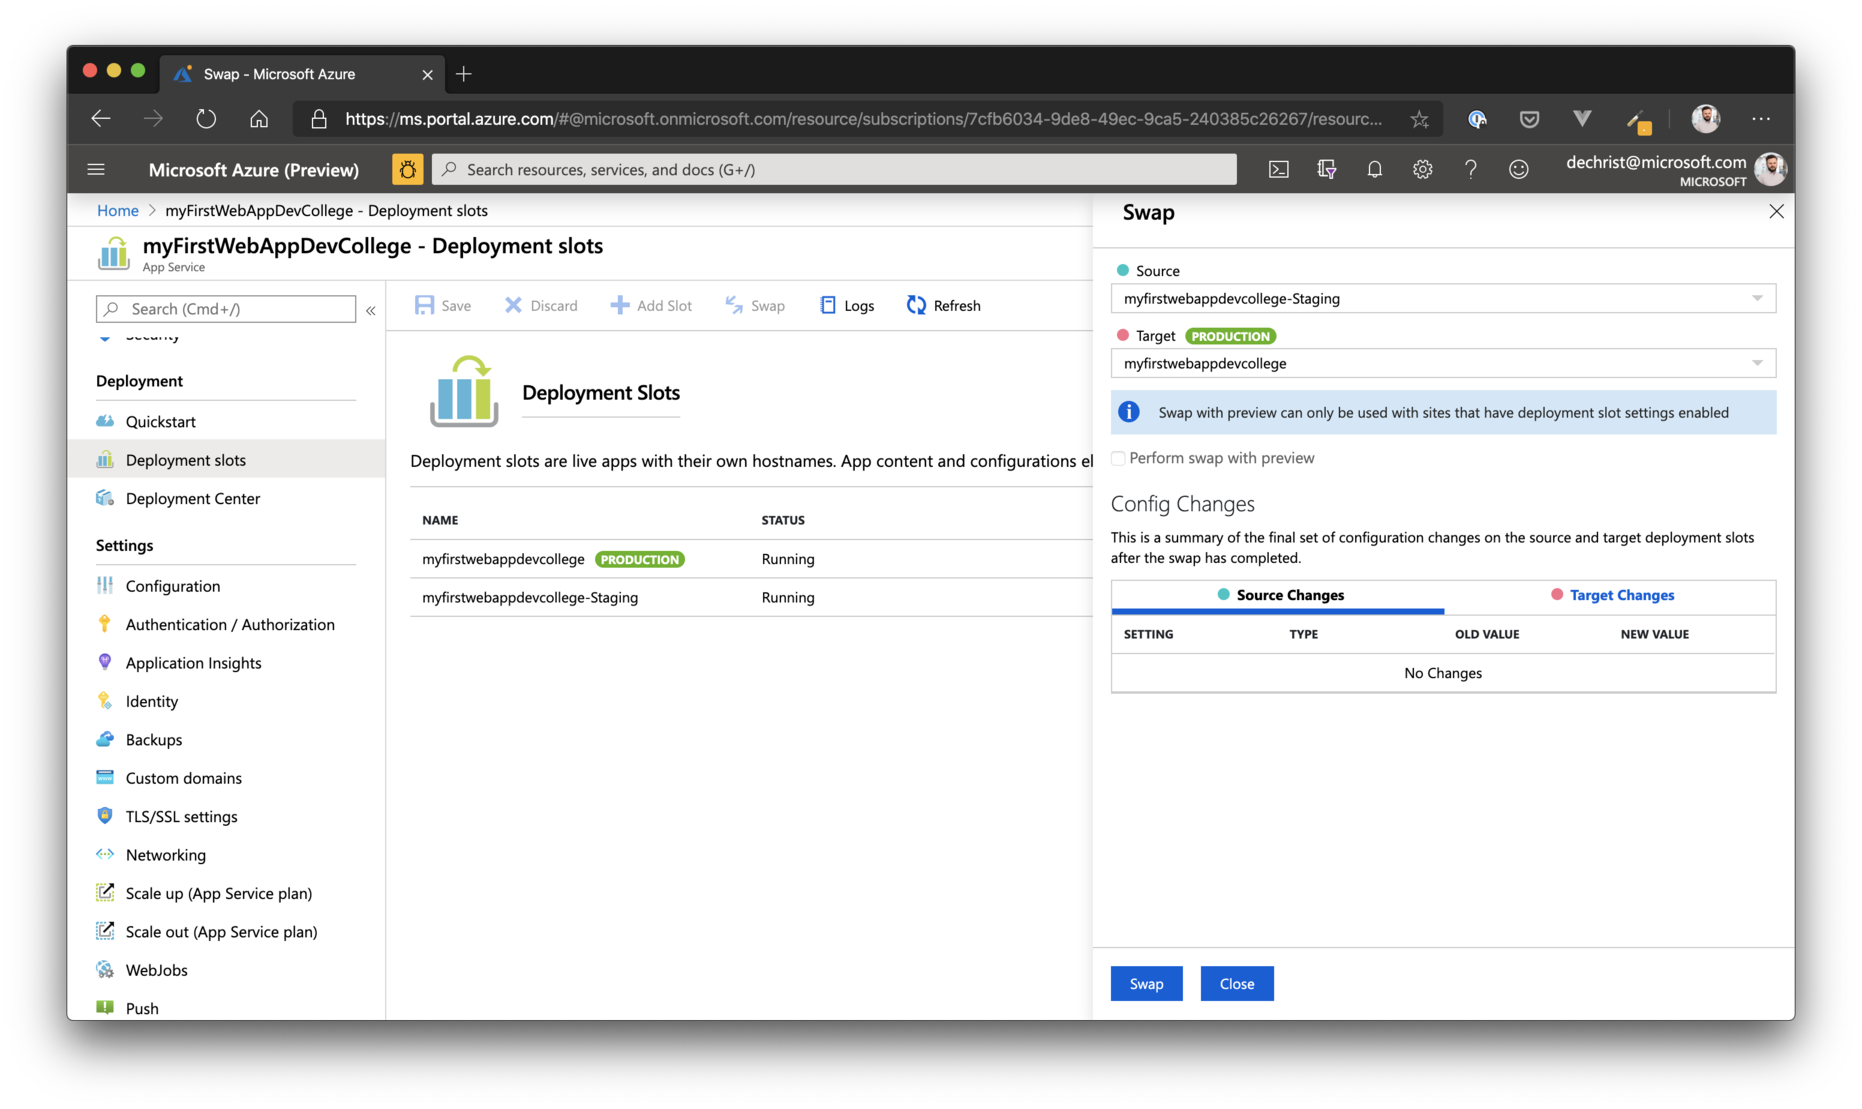 Swap - Microsoft Azure
https://ms.portal.azure.com/#@microsoft.onmicrosoft.com/resource/subscriptions/7cfb6034-9de8-49ec-9ca5-240385c26267/resourc...
Microsoft Azure (Preview)
Search resources, services, and docs (G+/)
dechrist@microsoft.com
MICROSOFT
Home > myFirstWebAppDevCollege - Deployment slots
myFirstWebAppDevCollege - Deployment slots
App Service
Search (Cmd+/)
«
Security
Deployment
Quickstart
Deployment slots
Deployment Center
Settings
Configuration
Authentication / Authorization
Application Insights
Identity
Backups
Custom domains
TLS/SSL settings
Networking
Scale up (App Service plan)
Scale out (App Service plan)
WebJobs
Push
Save
Discard
Add Slot
Swap
Logs
Refresh
Deployment Slots
Deployment slots are live apps with their own hostnames. App content and configurations el
NAME STATUS
myfirstwebappdevcollege PRODUCTION Running
myfirstwebappdevcollege-Staging Running
Swap
Source
myfirstwebappdevcollege-Staging
Target PRODUCTION
myfirstwebappdevcollege
Swap with preview can only be used with sites that have deployment slot settings enabled
Perform swap with preview
Config Changes
This is a summary of the final set of configuration changes on the source and target deployment slots
after the swap has completed.
Source Changes Target Changes
SETTING TYPE OLD VALUE NEW VALUE
No Changes
Swap Close